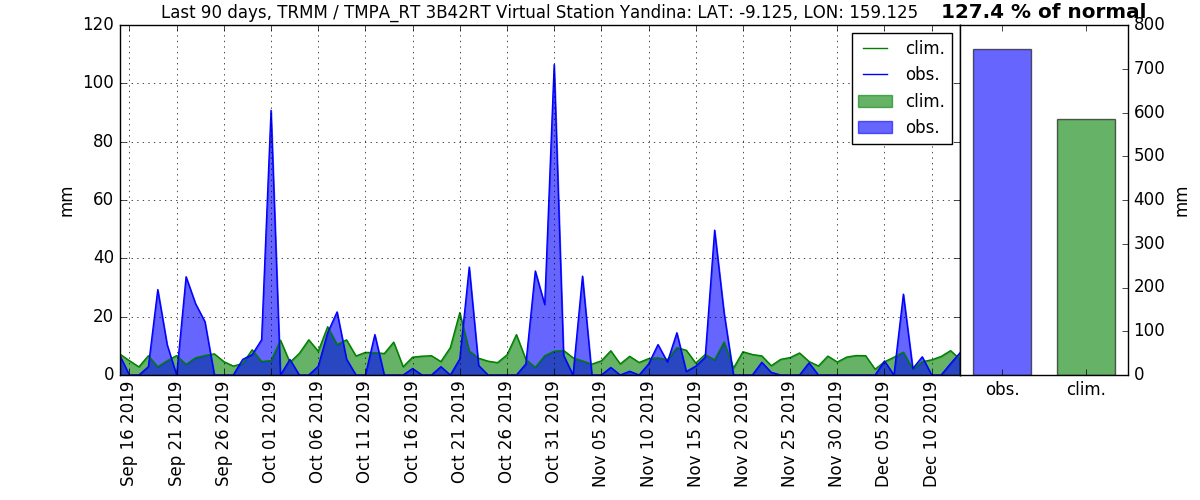 Last 90 days, TRMM / TMPA_RT 3B42RT Virtual Station Yandina: LAT: -9.125, LON: 159.125
127.4 % of normal
120
100
80
60
40
20
0
mm
clim.
obs.
clim.
obs.
Sep 16 2019
Sep 21 2019
Sep 26 2019
Oct 01 2019
Oct 06 2019
Oct 11 2019
Oct 16 2019
Oct 21 2019
Oct 26 2019
Oct 31 2019
Nov 05 2019
Nov 10 2019
Nov 15 2019
Nov 20 2019
Nov 25 2019
Nov 30 2019
Dec 05 2019
Dec 10 2019
800
700
600
500
400
300
200
100
0
mm
obs.
clim.